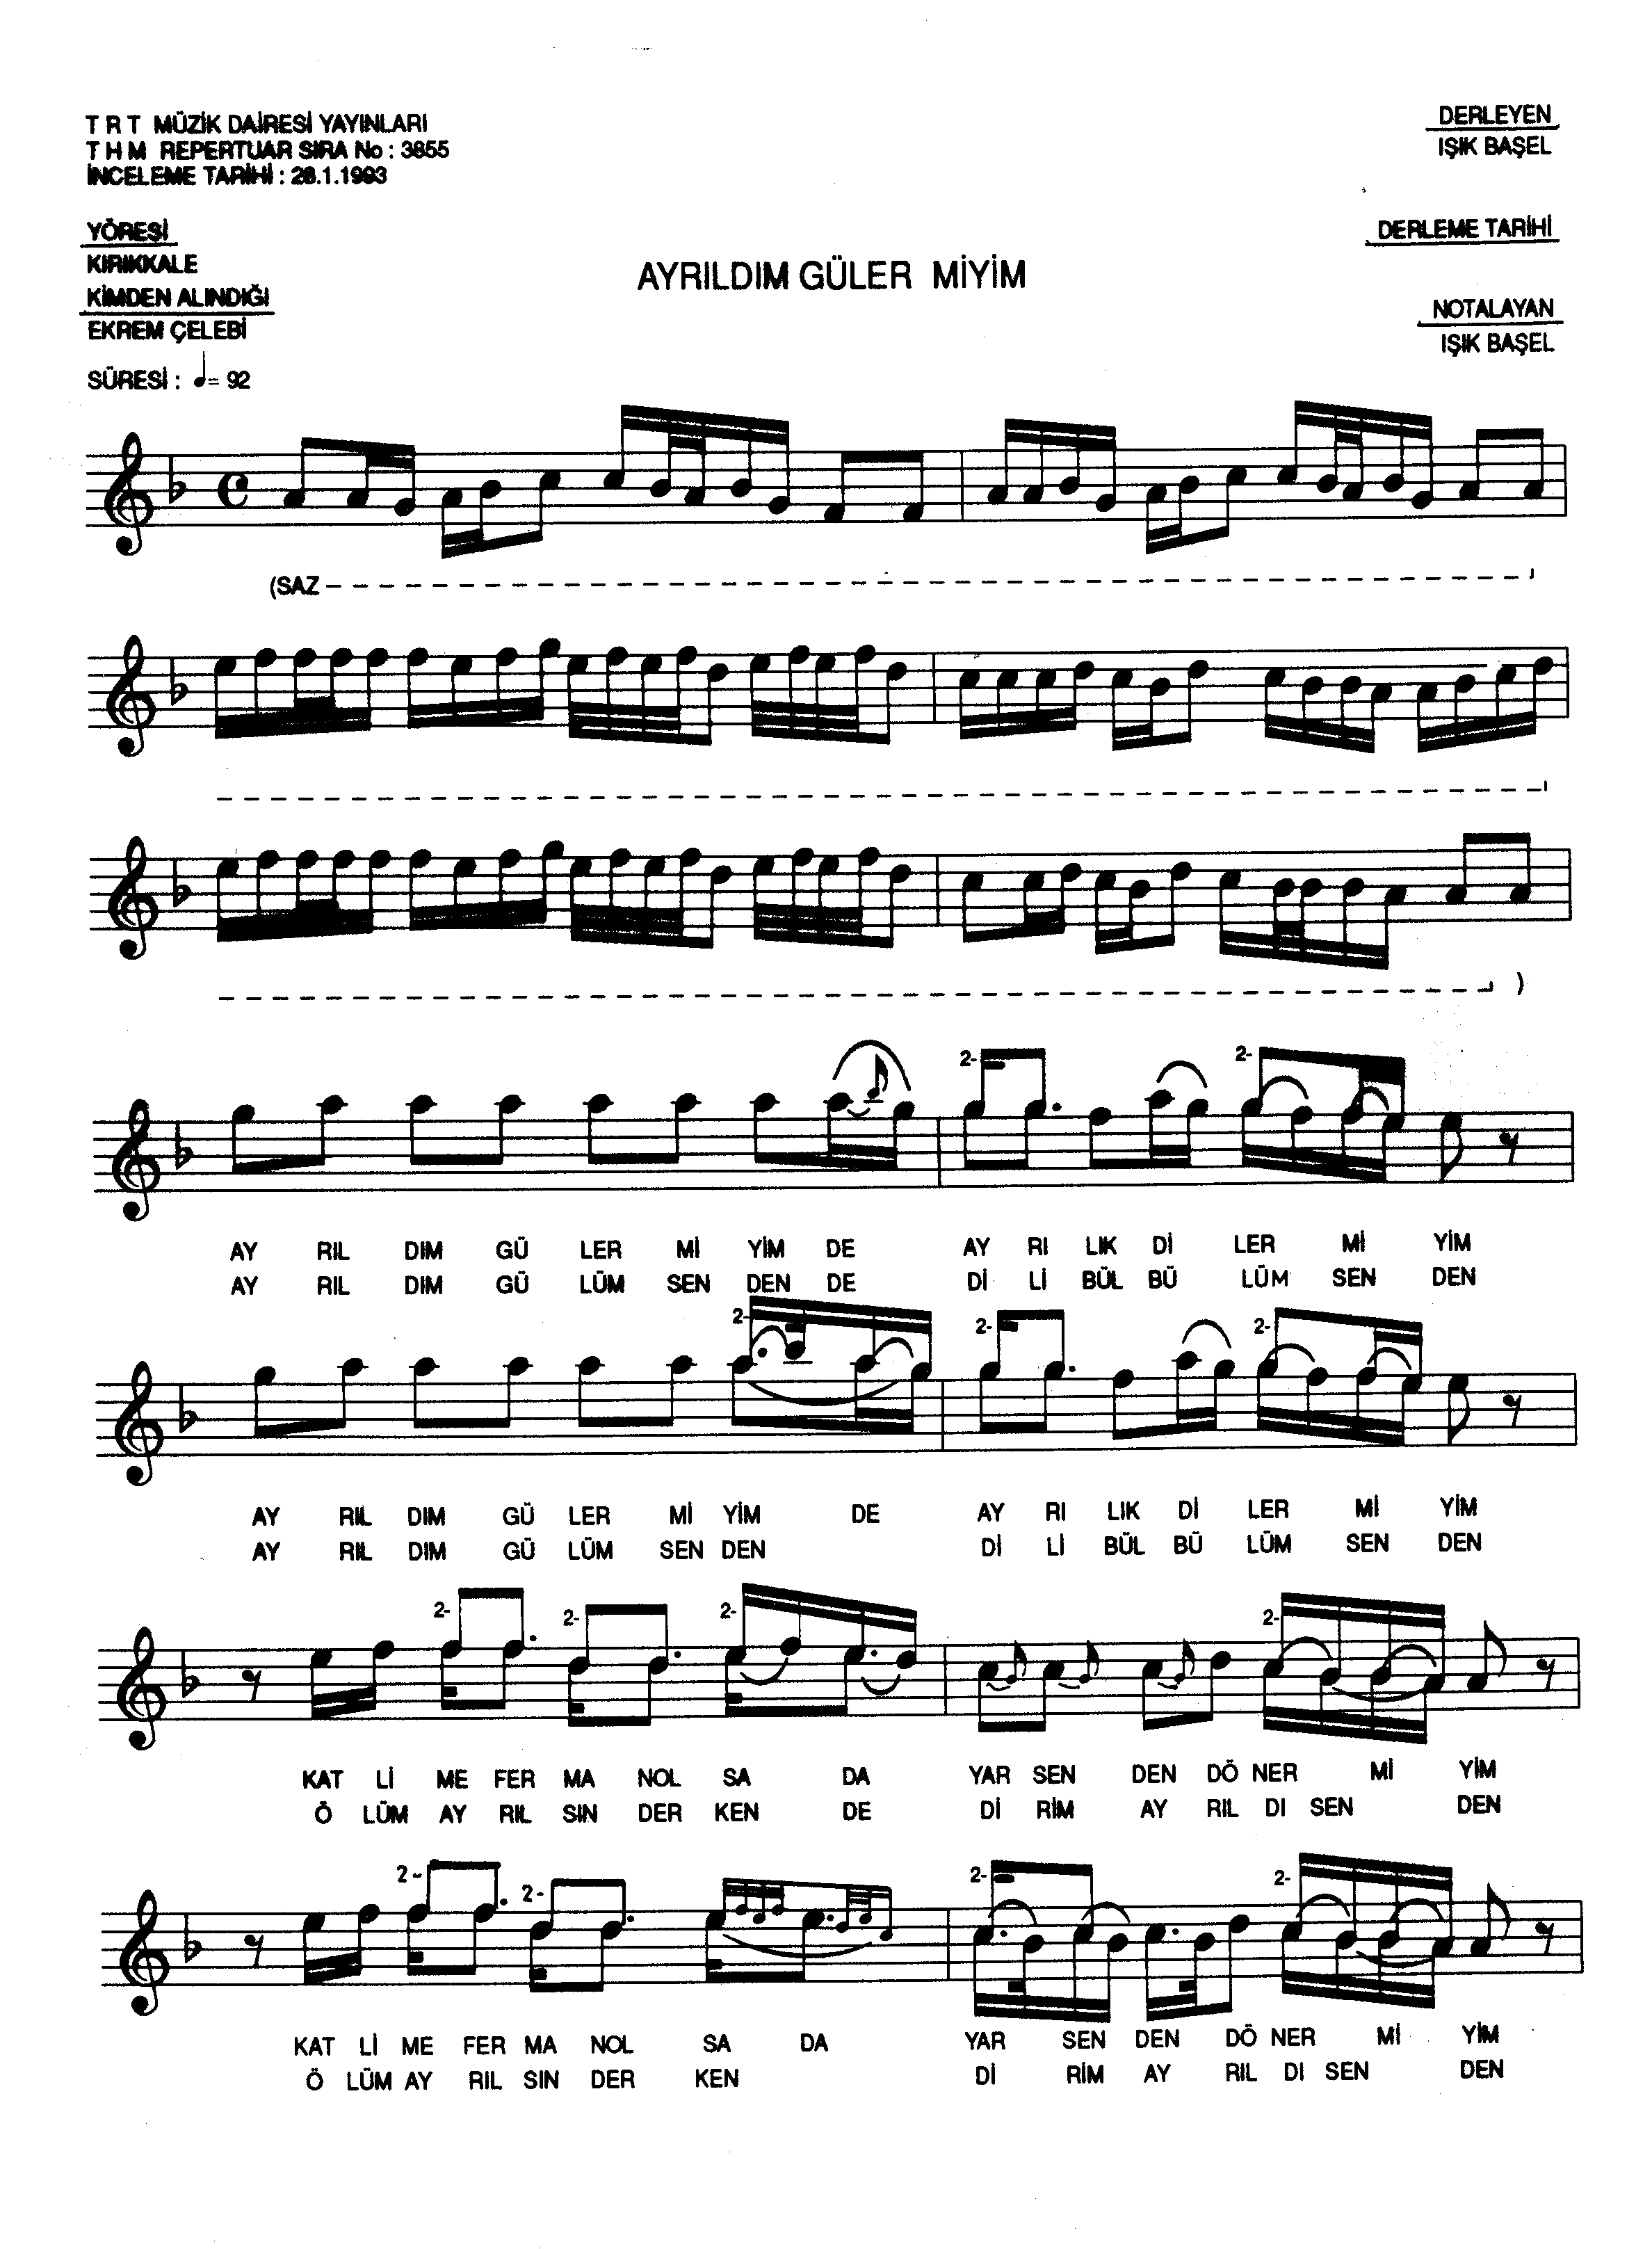 T R T MÜZİK DAİRESİ YAYINLARI
T H M REPERTUAR SIRA No : 3855
İNCELEME TARİHİ : 28.1.1993
DERLEYEN
IŞIK BAŞEL
YÖRESİ
KIRIKKALE
KİMDEN ALINDIĞI
EKREM ÇELEBİ
SÜRESİ : ♩= 92
AYRILDIM GÜLER MİYİM
DERLEME TARİHİ
NOTALAYAN
IŞIK BAŞEL
(SAZ
)
2- 2-
AY RIL DIM GÜ LER Mİ YİM DE AY RI LIK Dİ LER Mİ YİM
AY RIL DIM GÜ LÜM SEN DEN DE Dİ Lİ BÜL BÜ LÜM SEN DEN
2- 2- 2-
AY RIL DIM GÜ LER Mİ YİM DE AY RI LIK Dİ LER Mİ YİM
AY RIL DIM GÜ LÜM SEN DEN Dİ Lİ BÜL BÜ LÜM SEN DEN
2- 2- 2- 2-
KAT Lİ ME FER MA NOL SA DA YAR SEN DEN DÖ NER Mİ YİM
Ö LÜM AY RIL SIN DER KEN DE Dİ RİM AY RIL DI SEN DEN
2- 2- 2- 2-
KAT Lİ ME FER MA NOL SA DA YAR SEN DEN DÖ NER Mİ YİM
Ö LÜM AY RIL SIN DER KEN Dİ RİM AY RIL DI SEN DEN